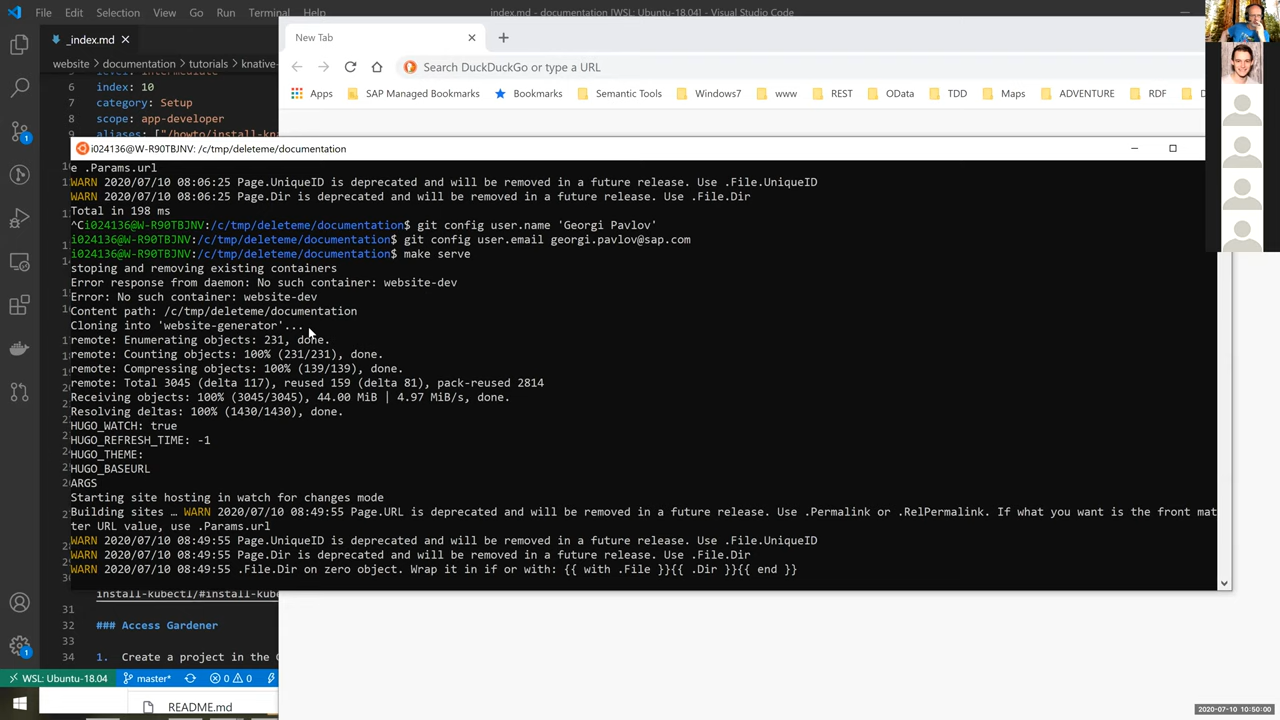 File Edit Selection View Go Run Terminal Help
index.md - documentation [WSL: Ubuntu-18.04] - Visual Studio Code
_index.md
New Tab
website documentation tutorials knative-
Search DuckDuckGo or type a URL
Apps SAP Managed Bookmarks Bookmarks Semantic Tools Windows7 www REST OData TDD Maps ADVENTURE RDF
6 level: intermediate
7 index: 10
category: Setup
8 scope: app-developer
9 aliases: ["/howto/install-kna
i024136@W-R90TBJNV: /c/tmp/deleteme/documentation
e .Params.url
WARN 2020/07/10 08:06:25 Page.UniqueID is deprecated and will be removed in a future release. Use .File.UniqueID
WARN 2020/07/10 08:06:25 Page.Dir is deprecated and will be removed in a future release. Use .File.Dir
Total in 198 ms
^Ci024136@W-R90TBJNV:/c/tmp/deleteme/documentation$ git config user.name 'Georgi Pavlov'
i024136@W-R90TBJNV:/c/tmp/deleteme/documentation$ git config user.email georgi.pavlov@sap.com
i024136@W-R90TBJNV:/c/tmp/deleteme/documentation$ make serve
stoping and removing existing containers
Error response from daemon: No such container: website-dev
Error: No such container: website-dev
Content path: /c/tmp/deleteme/documentation
Cloning into 'website-generator'...
remote: Enumerating objects: 231, done.
remote: Counting objects: 100% (231/231), done.
remote: Compressing objects: 100% (139/139), done.
remote: Total 3045 (delta 117), reused 159 (delta 81), pack-reused 2814
Receiving objects: 100% (3045/3045), 44.00 MiB | 4.97 MiB/s, done.
Resolving deltas: 100% (1430/1430), done.
HUGO_WATCH: true
HUGO_REFRESH_TIME: -1
HUGO_THEME:
HUGO_BASEURL
ARGS
Starting site hosting in watch for changes mode
Building sites … WARN 2020/07/10 08:49:55 Page.URL is deprecated and will be removed in a future release. Use .Permalink or .RelPermalink. If what you want is the front mat
ter URL value, use .Params.url
WARN 2020/07/10 08:49:55 Page.UniqueID is deprecated and will be removed in a future release. Use .File.UniqueID
WARN 2020/07/10 08:49:55 Page.Dir is deprecated and will be removed in a future release. Use .File.Dir
WARN 2020/07/10 08:49:55 .File.Dir on zero object. Wrap it in if or with: {{ with .File }}{{ .Dir }}{{ end }}
install-kubectl/#install-kube
31
32 ### Access Gardener
33
34 1. Create a project in the
WSL: Ubuntu-18.04 master* 0 0
README.md
2020-07-10 10:50:00